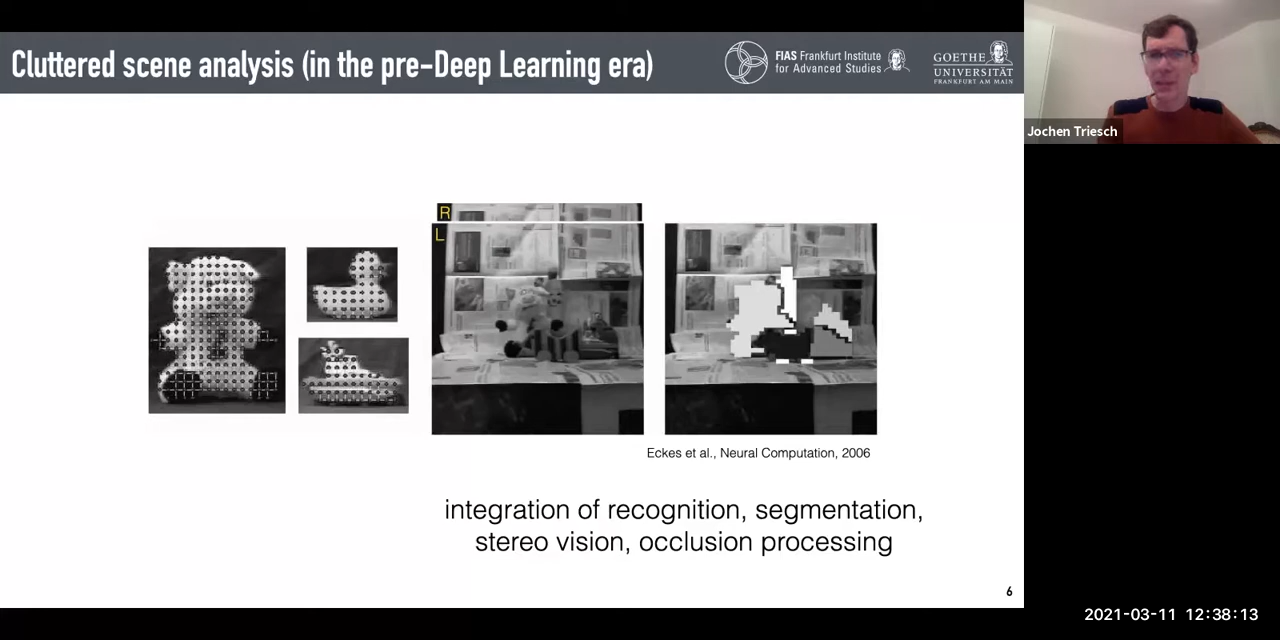 Cluttered scene analysis (in the pre-Deep Learning era)
FIAS Frankfurt Institute
for Advanced Studies
GOETHE
UNIVERSITÄT
FRANKFURT AM MAIN
Jochen Triesch
R
L
Eckes et al., Neural Computation, 2006
integration of recognition, segmentation,
stereo vision, occlusion processing
6
2021-03-11 12:38:13